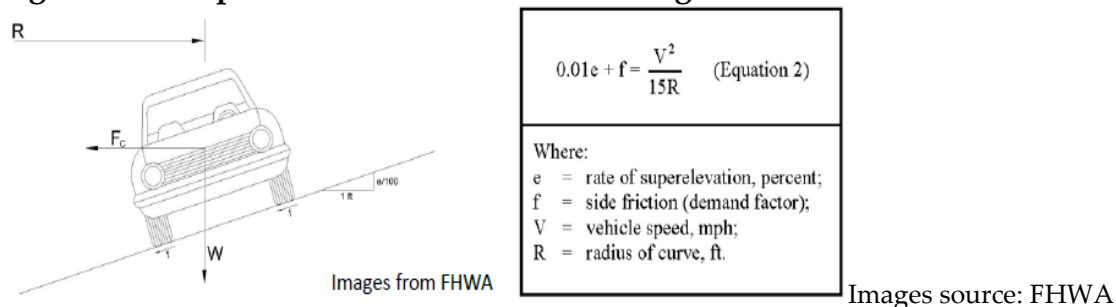 R
Fc
e/100
1 ft
f
f
W
Images from FHWA
0.01e + f = V² / 15R (Equation 2)
Where:
e = rate of superelevation, percent;
f = side friction (demand factor);
V = vehicle speed, mph;
R = radius of curve, ft.
Images source: FHWA